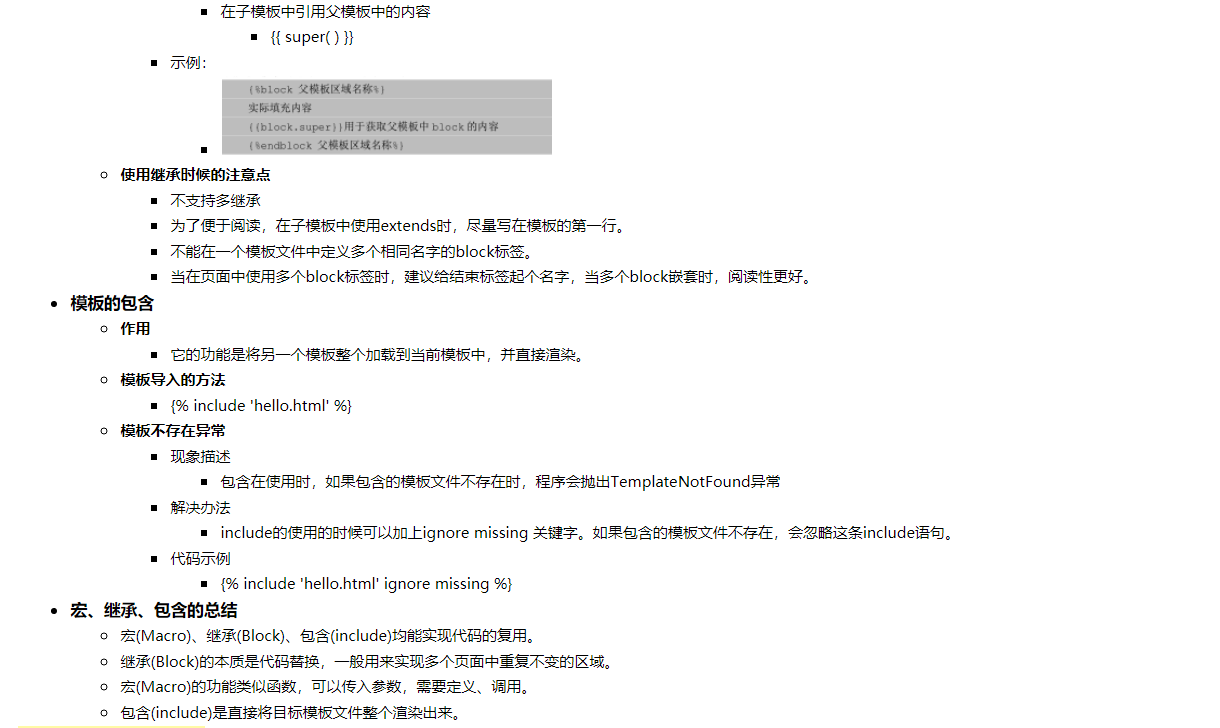 在子模板中引用父模板中的内容
{{ super( ) }}
示例：
{%block 父模板区域名称%}
实际填充内容
{{block.super}}用于获取父模板中 block 的内容
{%endblock 父模板区域名称%}
使用继承时候的注意点
不支持多继承
为了便于阅读，在子模板中使用extends时，尽量写在模板的第一行。
不能在一个模板文件中定义多个相同名字的block标签。
当在页面中使用多个block标签时，建议给结束标签起个名字，当多个block嵌套时，阅读性更好。
模板的包含
作用
它的功能是将另一个模板整个加载到当前模板中，并直接渲染。
模板导入的方法
{% include 'hello.html' %}
模板不存在异常
现象描述
包含在使用时，如果包含的模板文件不存在时，程序会抛出TemplateNotFound异常
解决办法
include的使用的时候可以加上ignore missing 关键字。如果包含的模板文件不存在，会忽略这条include语句。
代码示例
{% include 'hello.html' ignore missing %}
宏、继承、包含的总结
宏(Macro)、继承(Block)、包含(include)均能实现代码的复用。
继承(Block)的本质是代码替换，一般用来实现多个页面中重复不变的区域。
宏(Macro)的功能类似函数，可以传入参数，需要定义、调用。
包含(include)是直接将目标模板文件整个渲染出来。